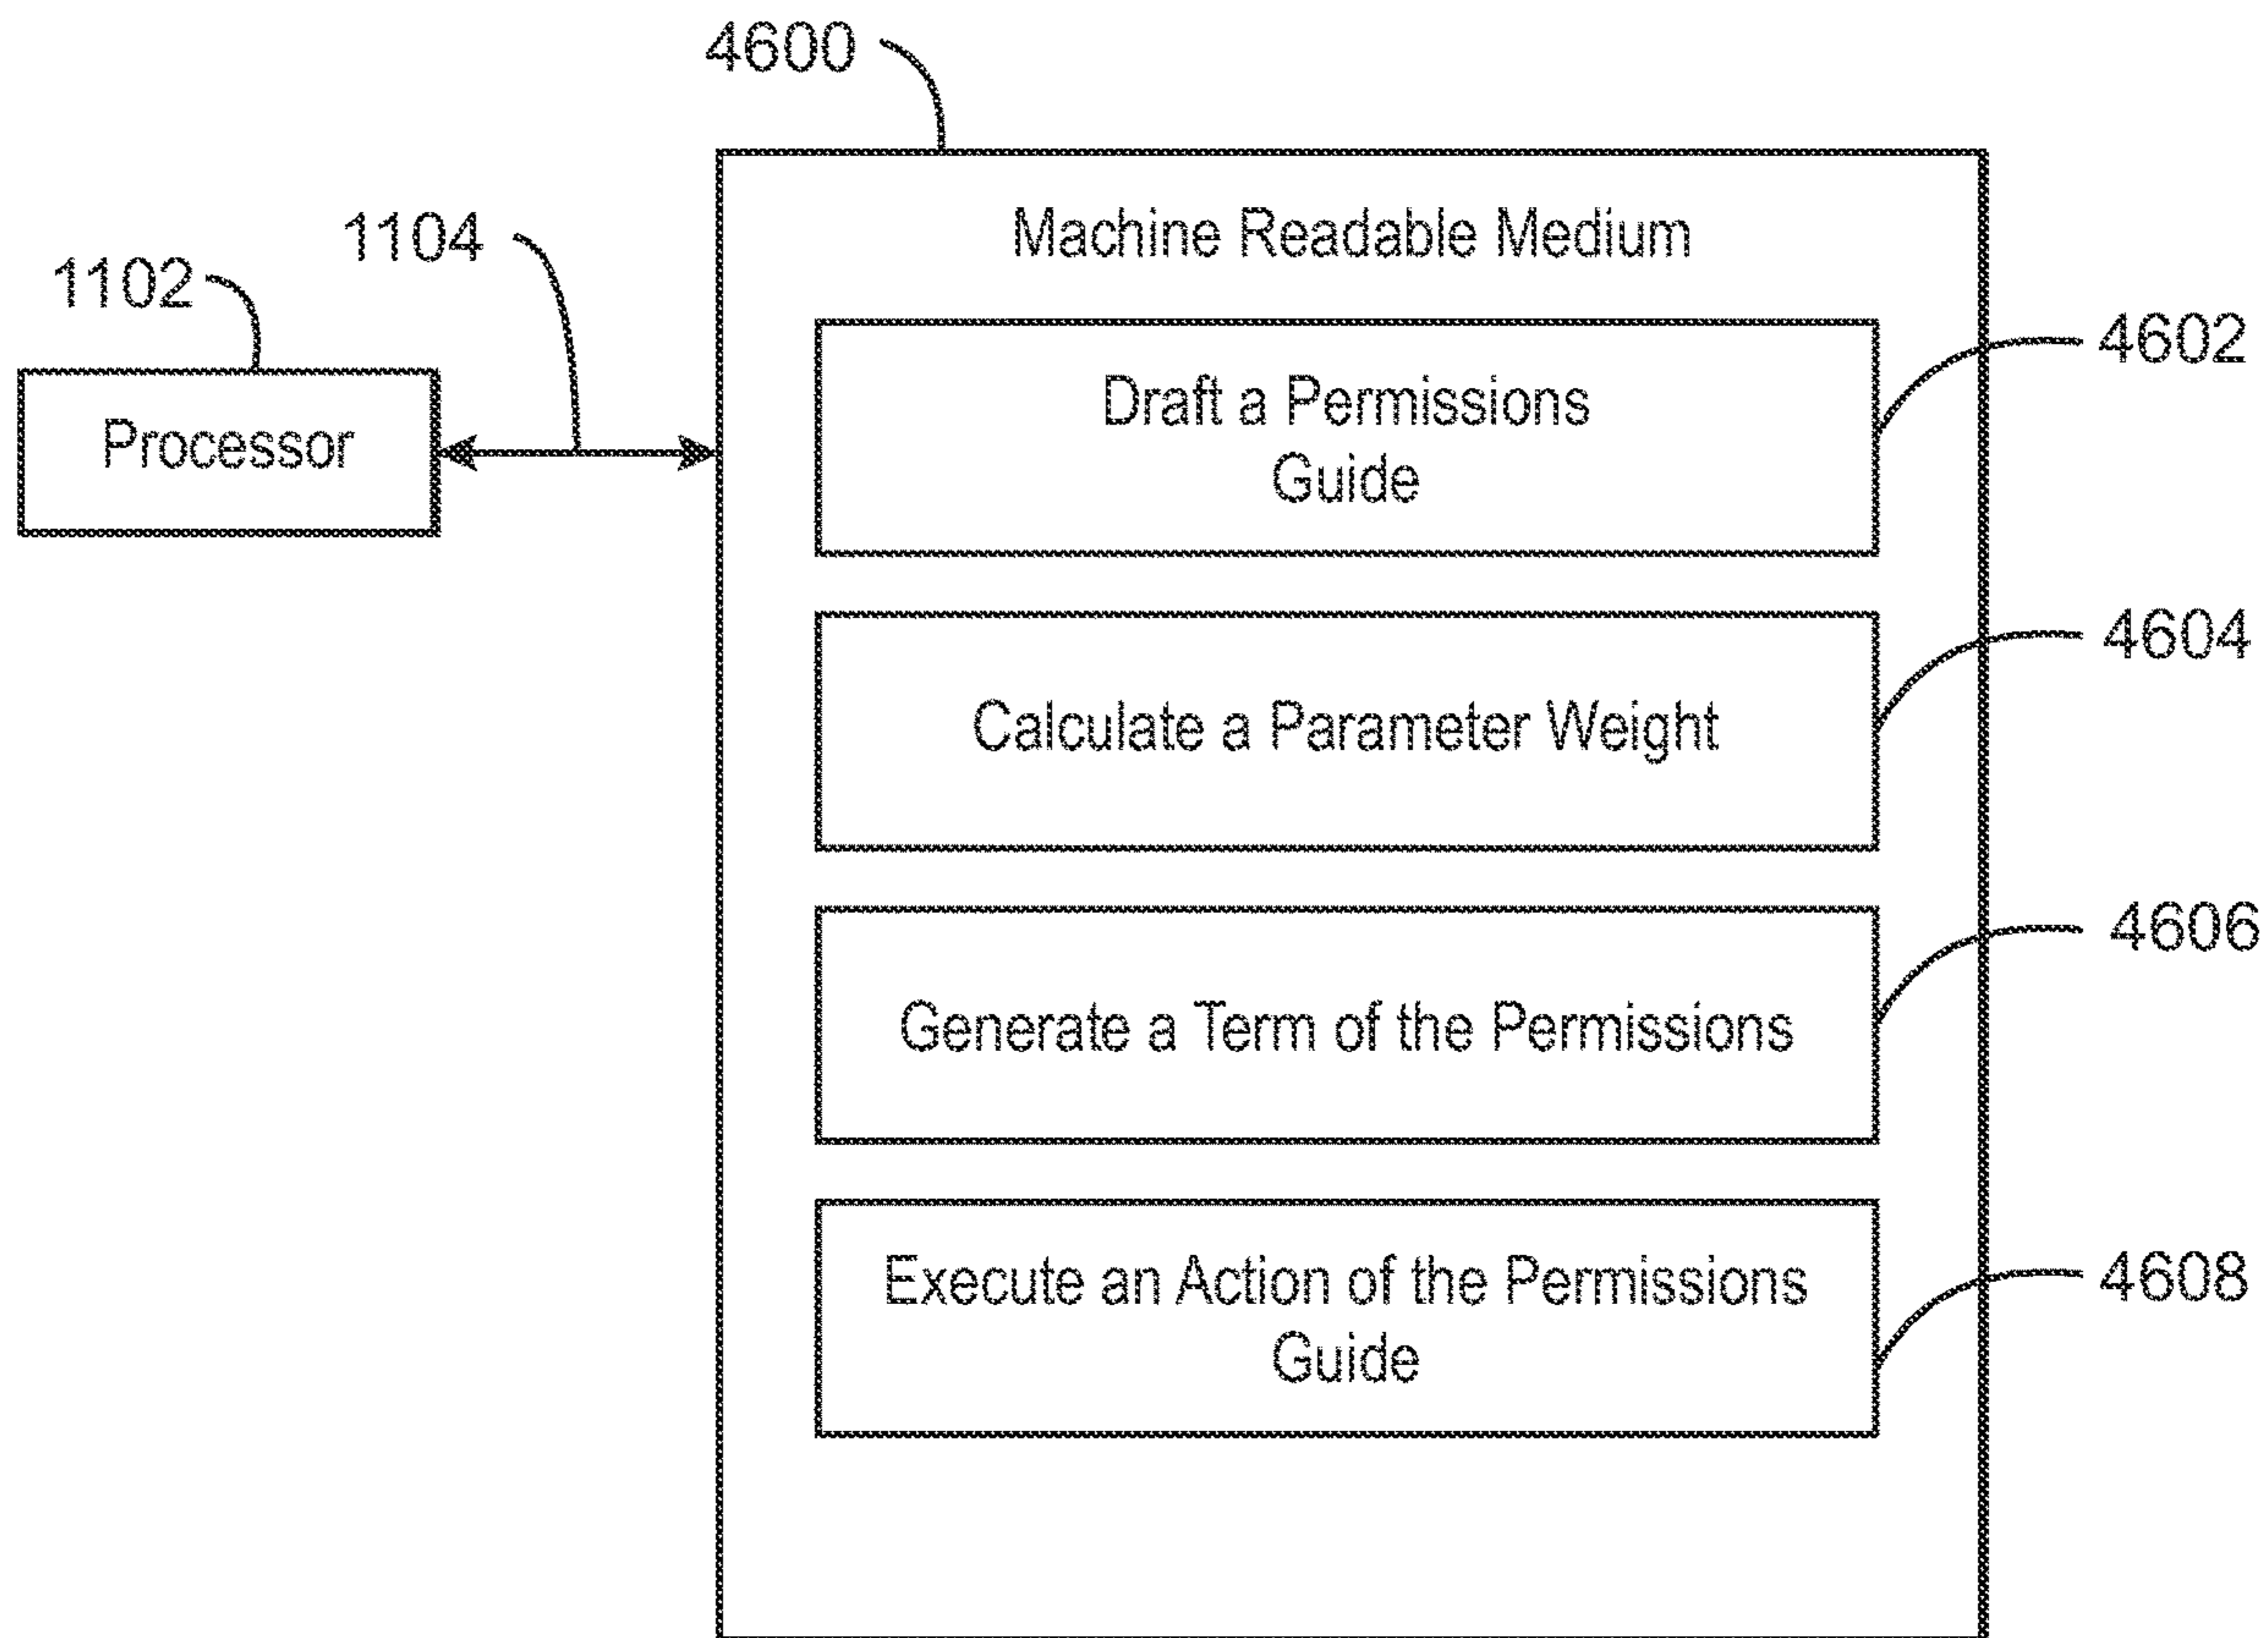 4600
1104
1102
Machine Readable Medium
Processor
Draft a Permissions
Guide
4602
Calculate a Parameter Weight
4604
Generate a Term of the Permissions
4606
Execute an Action of the Permissions
Guide
4608